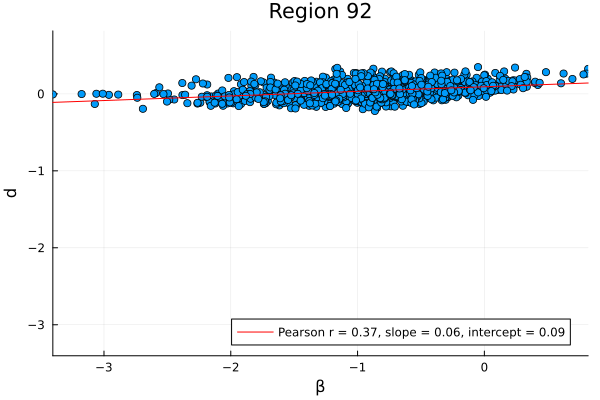 Region 92
d
0
−1
−2
−3
Pearson r = 0.37, slope = 0.06, intercept = 0.09
−3 −2 −1 0
β